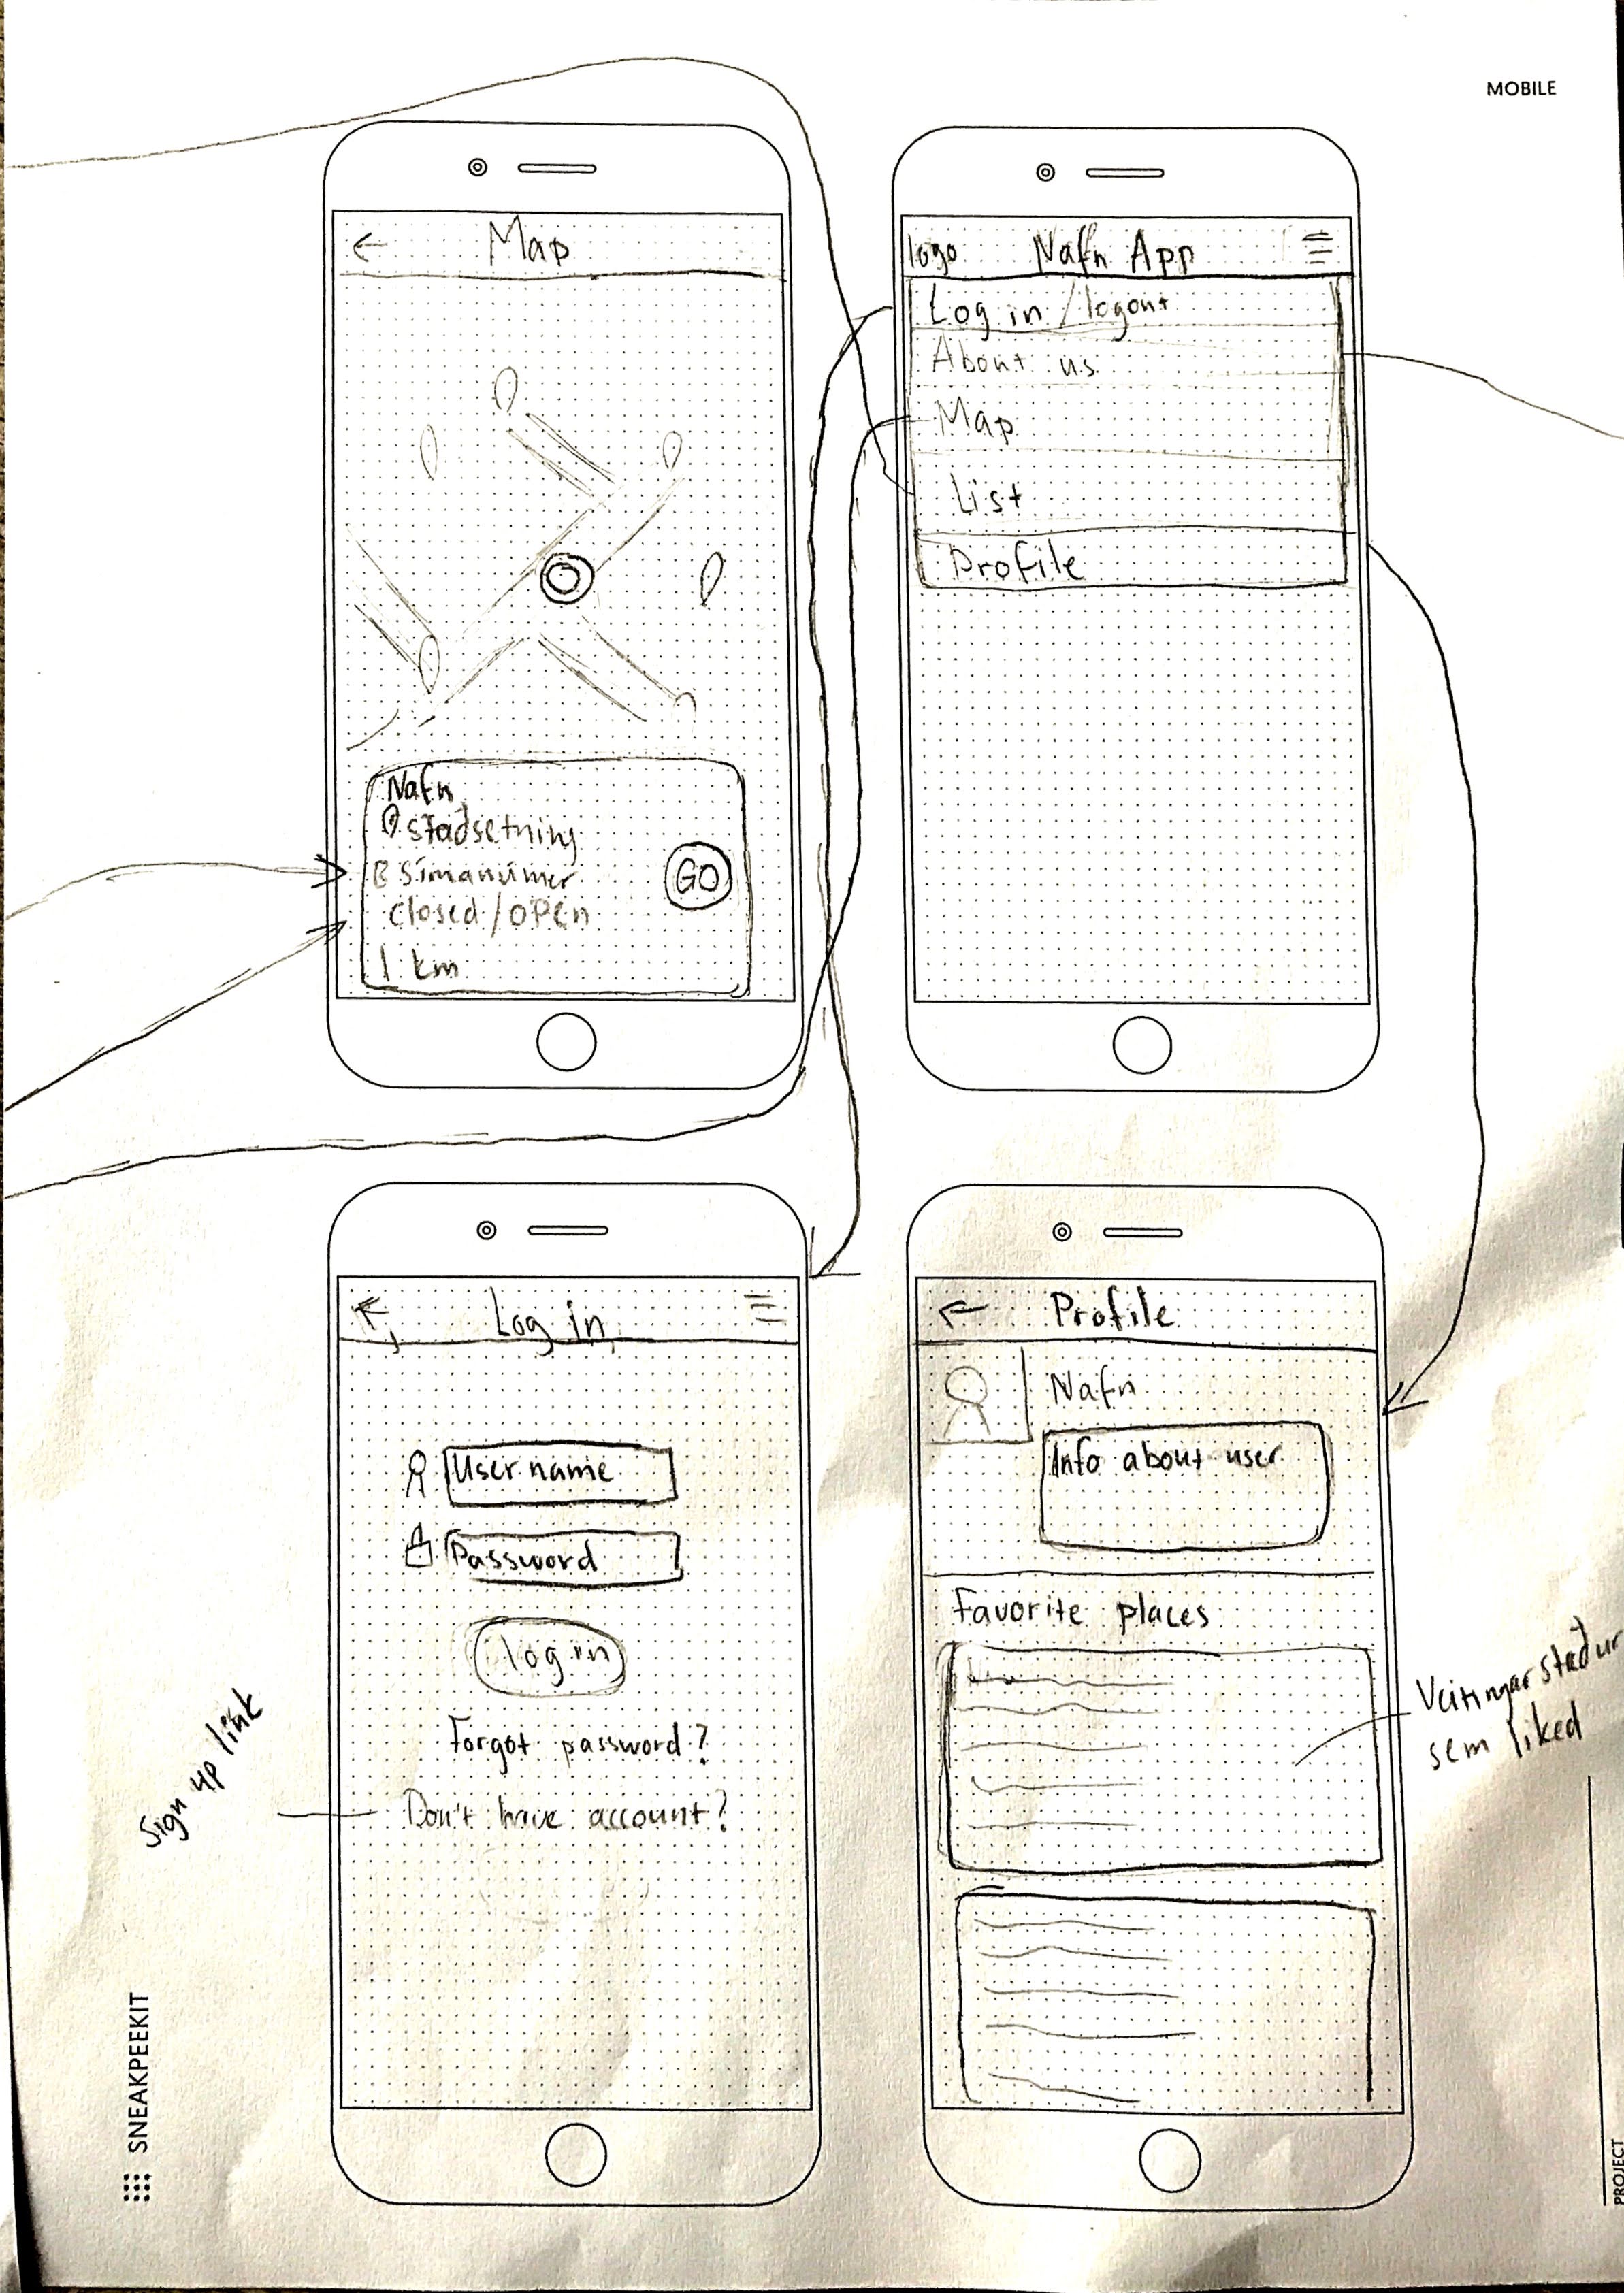 MOBILE
Map
Nafn
staðsetning
Símanúmer
closed/open
1 km
GO
logo Nafn App
Log in / logout
About us
Map
List
Profile
Log in
User name
Password
log in
Forgot password?
Don't have account?
Sign up link
Profile
Nafn
Info about user
Favorite places
Veitingarstaður
sem liked
SNEAKPEEKIT
PROJECT